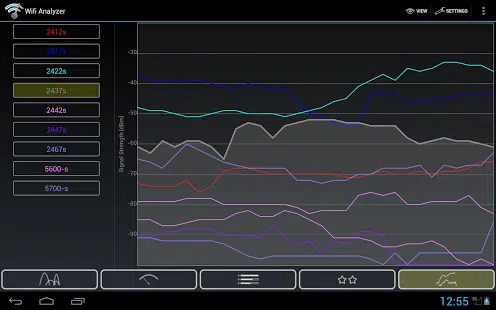 Wifi Analyzer
VIEW
SETTINGS
2412s
2417s
2422s
2437s
2442s
2447s
2467s
5600-s
5700-s
Signal Strength [dBm]
-30
-40
-50
-60
-70
-80
-90
12:55